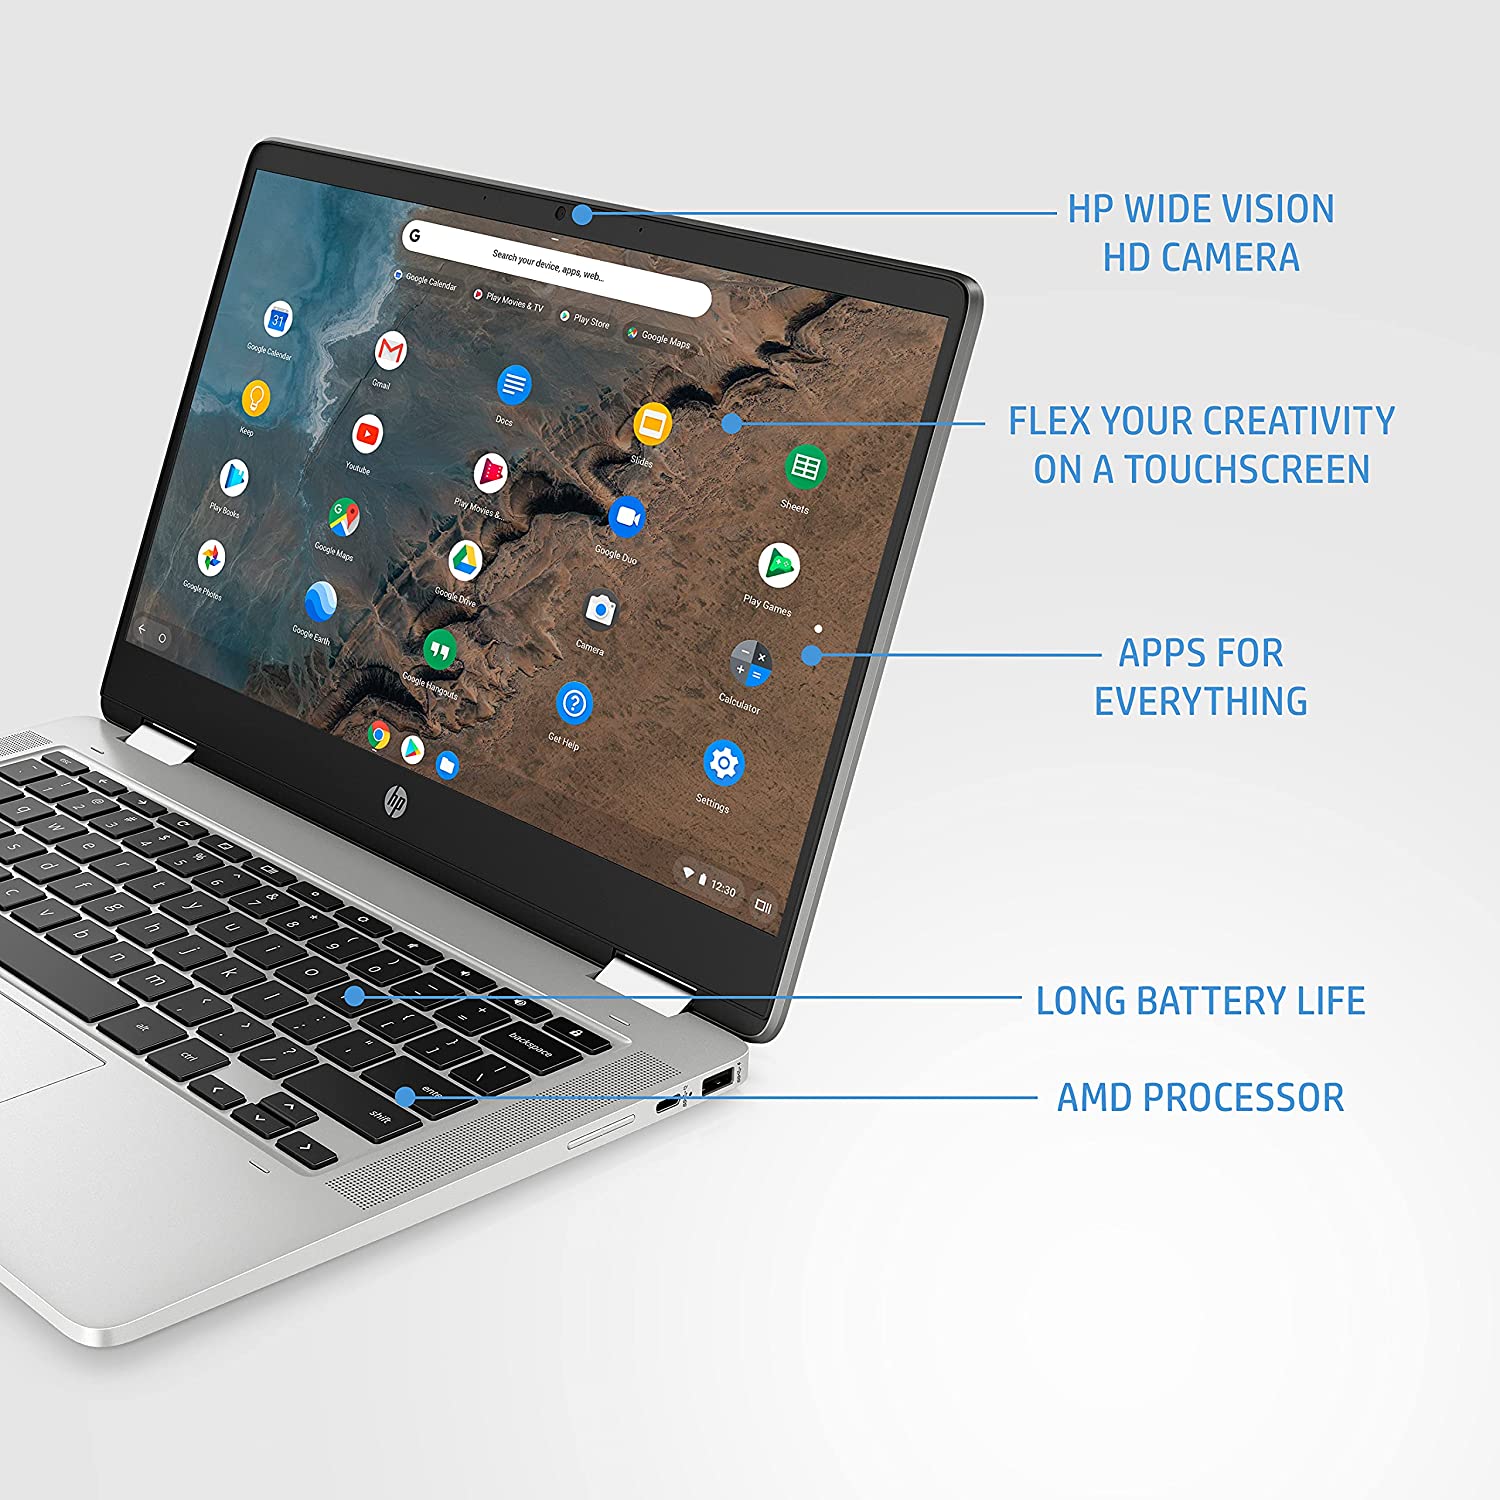 HP WIDE VISION
HD CAMERA
G
Search your device, apps, web...
Google Calendar
Play Movies & TV
Play Store
Google Maps
31
Google Calendar
Gmail
Docs
Slides
Sheets
Keep
Youtube
Play Movies &...
Google Duo
Play Games
Play Books
Google Maps
Google Drive
Camera
Calculator
Google Photos
Google Earth
Google Hangouts
Get Help
Settings
12:30
hp
FLEX YOUR CREATIVITY
ON A TOUCHSCREEN
APPS FOR
EVERYTHING
LONG BATTERY LIFE
AMD PROCESSOR
esc
backspace
enter
shift
alt
ctrl